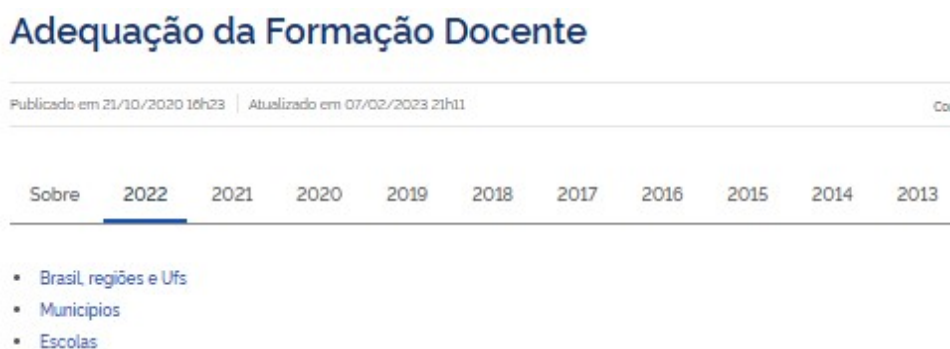 Adequação da Formação Docente
Publicado em 21/10/2020 16h23 | Atualizado em 07/02/2023 21h11
Sobre 2022 2021 2020 2019 2018 2017 2016 2015 2014 2013
Brasil, regiões e Ufs
Municípios
Escolas